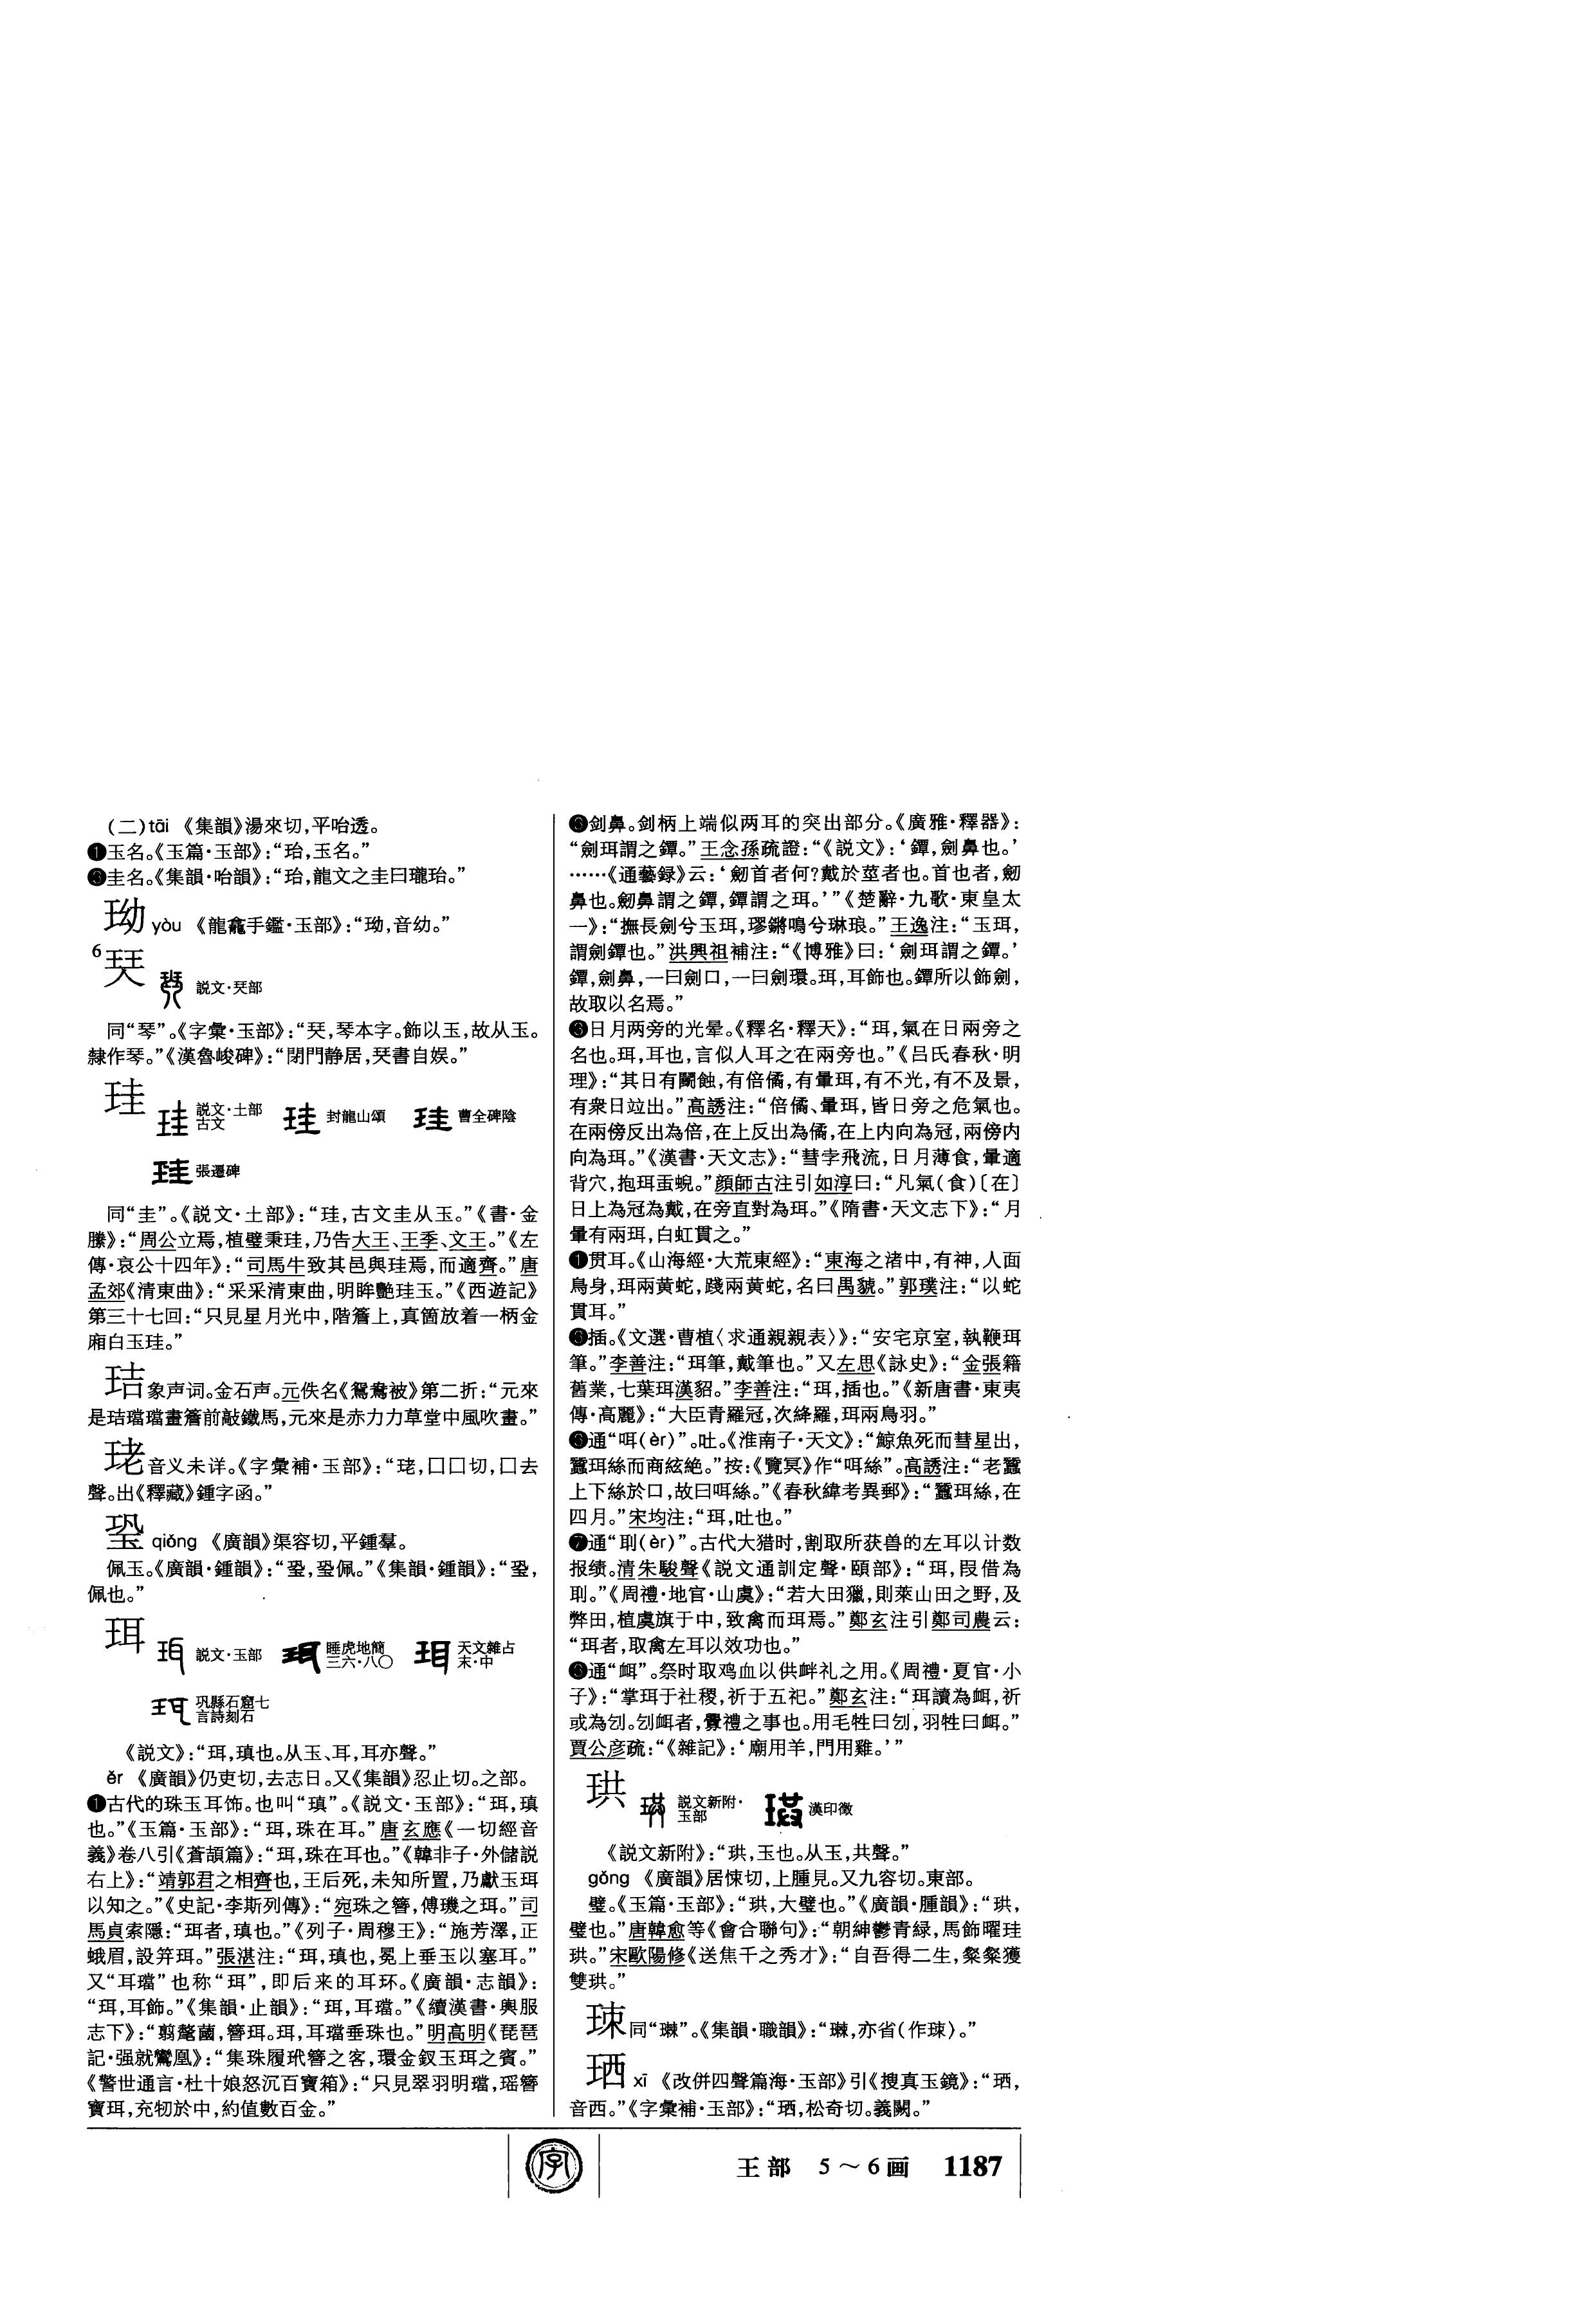 (二)tāi 《集韻》湯來切,平咍透。
❶玉名。《玉篇·玉部》:“珆,玉名。”
❷圭名。《集韻·咍韻》:“珆,龍文之圭曰瓏珆。”
㺀 yòu 《龍龕手鑑·玉部》:“㺀,音幼。”
6
珡 説文·珡部
同“琴”。《字彙·玉部》:“珡,琴本字。飾以玉,故从玉。
隸作琴。”《漢魯峻碑》:“閉門静居,珡書自娱。”
珪 説文·土部古文 封龍山頌 曹全碑陰
張遷碑
同“圭”。《説文·土部》:“珪,古文圭从玉。”《書·金
縢》:“周公立焉,植璧秉珪,乃告大王、王季、文王。”《左
傳·哀公十四年》:“司馬牛致其邑與珪焉,而適齊。”唐
孟郊《清東曲》:“采采清東曲,明眸艷珪玉。”《西遊記》
第三十七回:“只見星月光中,階簷上,真箇放着一柄金
廂白玉珪。”
㺵 象声词。金石声。元佚名《鴛鴦被》第二折:“元來
是璫璫畫簷前敲鐵馬,元來是赤力力草堂中風吹畫。”
珯 音义未详。《字彙補·玉部》:“珯,囗囗切,囗去
聲。出《釋藏》鍾字函。”
㼦 qiǒng 《廣韻》渠容切,平鍾羣。
佩玉。《廣韻·鍾韻》:“佩。”《集韻·鍾韻》:“
佩也。”
珥 説文·玉部 睡虎地簡三六·八〇 天文雜占末·中
巩縣石窟七言詩刻石
《説文》:“珥,瑱也。从玉、耳,耳亦聲。”
ěr 《廣韻》仍吏切,去志日。又《集韻》忍止切。之部。
❶古代的珠玉耳饰。也叫“瑱”。《説文·玉部》:“珥,瑱
也。”《玉篇·玉部》:“珥,珠在耳。”唐玄應《一切經音
義》卷八引《蒼頡篇》:“珥,珠在耳也。”《韓非子·外儲説
右上》:“靖郭君之相齊也,王后死,未知所置,乃獻玉珥
以知之。”《史記·李斯列傳》:“宛珠之簪,傅璣之珥。”司
馬貞索隱:“珥者,瑱也。”《列子·周穆王》:“施芳澤,正
蛾眉,設笄珥。”張湛注:“珥,瑱也,冕上垂玉以塞耳。”
又“耳璫”也称“珥”,即后来的耳环。《廣韻·志韻》:
“珥,耳飾。”《集韻·止韻》:“珥,耳璫。”《續漢書·輿服
志下》:“翦氂蔮,簪珥。珥,耳璫垂珠也。”明高明《琵琶
記·强就鸞凰》:“集珠履玳簪之客,環金釵玉珥之賓。”
《警世通言·杜十娘怒沉百寶箱》:“只見翠羽明璫,瑶簪
寶珥,充牣於中,約值數百金。”
❷剑鼻。剑柄上端似两耳的突出部分。《廣雅·釋器》:
“劍珥謂之鐔。”王念孫疏證:“《説文》:‘鐔,劍鼻也。’
……《通藝録》云:‘劒首者何?戴於莖者也。首也者,劒
鼻也。劒鼻謂之鐔,鐔謂之珥。’”《楚辭·九歌·東皇太
一》:“撫長劍兮玉珥,璆鏘鳴兮琳琅。”王逸注:“玉珥,
謂劍鐔也。”洪興祖補注:“《博雅》曰:‘劍珥謂之鐔。’
鐔,劍鼻,一曰劍口,一曰劍環。珥,耳飾也。鐔所以飾劍,
故取以名焉。”
❸日月两旁的光晕。《釋名·釋天》:“珥,氣在日兩旁之
名也。珥,耳也,言似人耳之在兩旁也。”《吕氏春秋·明
理》:“其日有鬭蝕,有倍僪,有暈珥,有不光,有不及景,
有衆日竝出。”高誘注:“倍僪、暈珥,皆日旁之危氣也。
在兩傍反出為倍,在上反出為僪,在上内向為冠,兩傍内
向為珥。”《漢書·天文志》:“彗孛飛流,日月薄食,暈適
背穴,抱珥蚕蜺。”顔師古注引如淳曰:“凡氣(食)〔在〕
日上為冠為戴,在旁直對為珥。”《隋書·天文志下》:“月
暈有兩珥,白虹貫之。”
❹贯耳。《山海經·大荒東經》:“東海之渚中,有神,人面
鳥身,珥兩黄蛇,踐兩黄蛇,名曰禺䝞。”郭璞注:“以蛇
貫耳。”
❺插。《文選·曹植〈求通親親表〉》:“安宅京室,執鞭珥
筆。”李善注:“珥筆,戴筆也。”又左思《詠史》:“金張籍
舊業,七葉珥漢貂。”李善注:“珥,插也。”《新唐書·東夷
傳·高麗》:“大臣青羅冠,次絳羅,珥兩鳥羽。”
❻通“咡(èr)”。吐。《淮南子·天文》:“鯨魚死而彗星出,
蠶珥絲而商絃絶。”按:《覽冥》作“咡絲”。高誘注:“老蠶
上下絲於口,故曰咡絲。”《春秋緯考異郵》:“蠶珥絲,在
四月。”宋均注:“珥,吐也。”
❼通“刵(èr)”。古代大猎时,割取所获兽的左耳以计数
报绩。清朱駿聲《説文通訓定聲·頤部》:“珥,叚借為
刵。”《周禮·地官·山虞》:“若大田獵,則萊山田之野,及
弊田,植虞旗于中,致禽而珥焉。”鄭玄注引鄭司農云:
“珥者,取禽左耳以效功也。”
❽通“衈”。祭时取鸡血以供衅礼之用。《周禮·夏官·小
子》:“掌珥于社稷,祈于五祀。”鄭玄注:“珥讀為衈,祈
或為刉。刉衈者,釁禮之事也。用毛牲曰刉,羽牲曰衈。”
賈公彦疏:“《雜記》:‘廟用羊,門用雞。’”
珙 説文新附·玉部 漢印徵
《説文新附》:“珙,玉也。从玉,共聲。”
gǒng 《廣韻》居悚切,上腫見。又九容切。東部。
璧。《玉篇·玉部》:“珙,大璧也。”《廣韻·腫韻》:“珙,
璧也。”唐韓愈等《會合聯句》:“朝紳鬱青緑,馬飾曜珪
珙。”宋歐陽修《送焦千之秀才》:“自吾得二生,粲粲獲
雙珙。”
㻋 同“”。《集韻·職韻》:“亦省(作)。”
㺨 xī 《改併四聲篇海·玉部》引《搜真玉鏡》:“
音西。”《字彙補·玉部》:“松奇切。義闕。”
字
王部 5～6画 1187